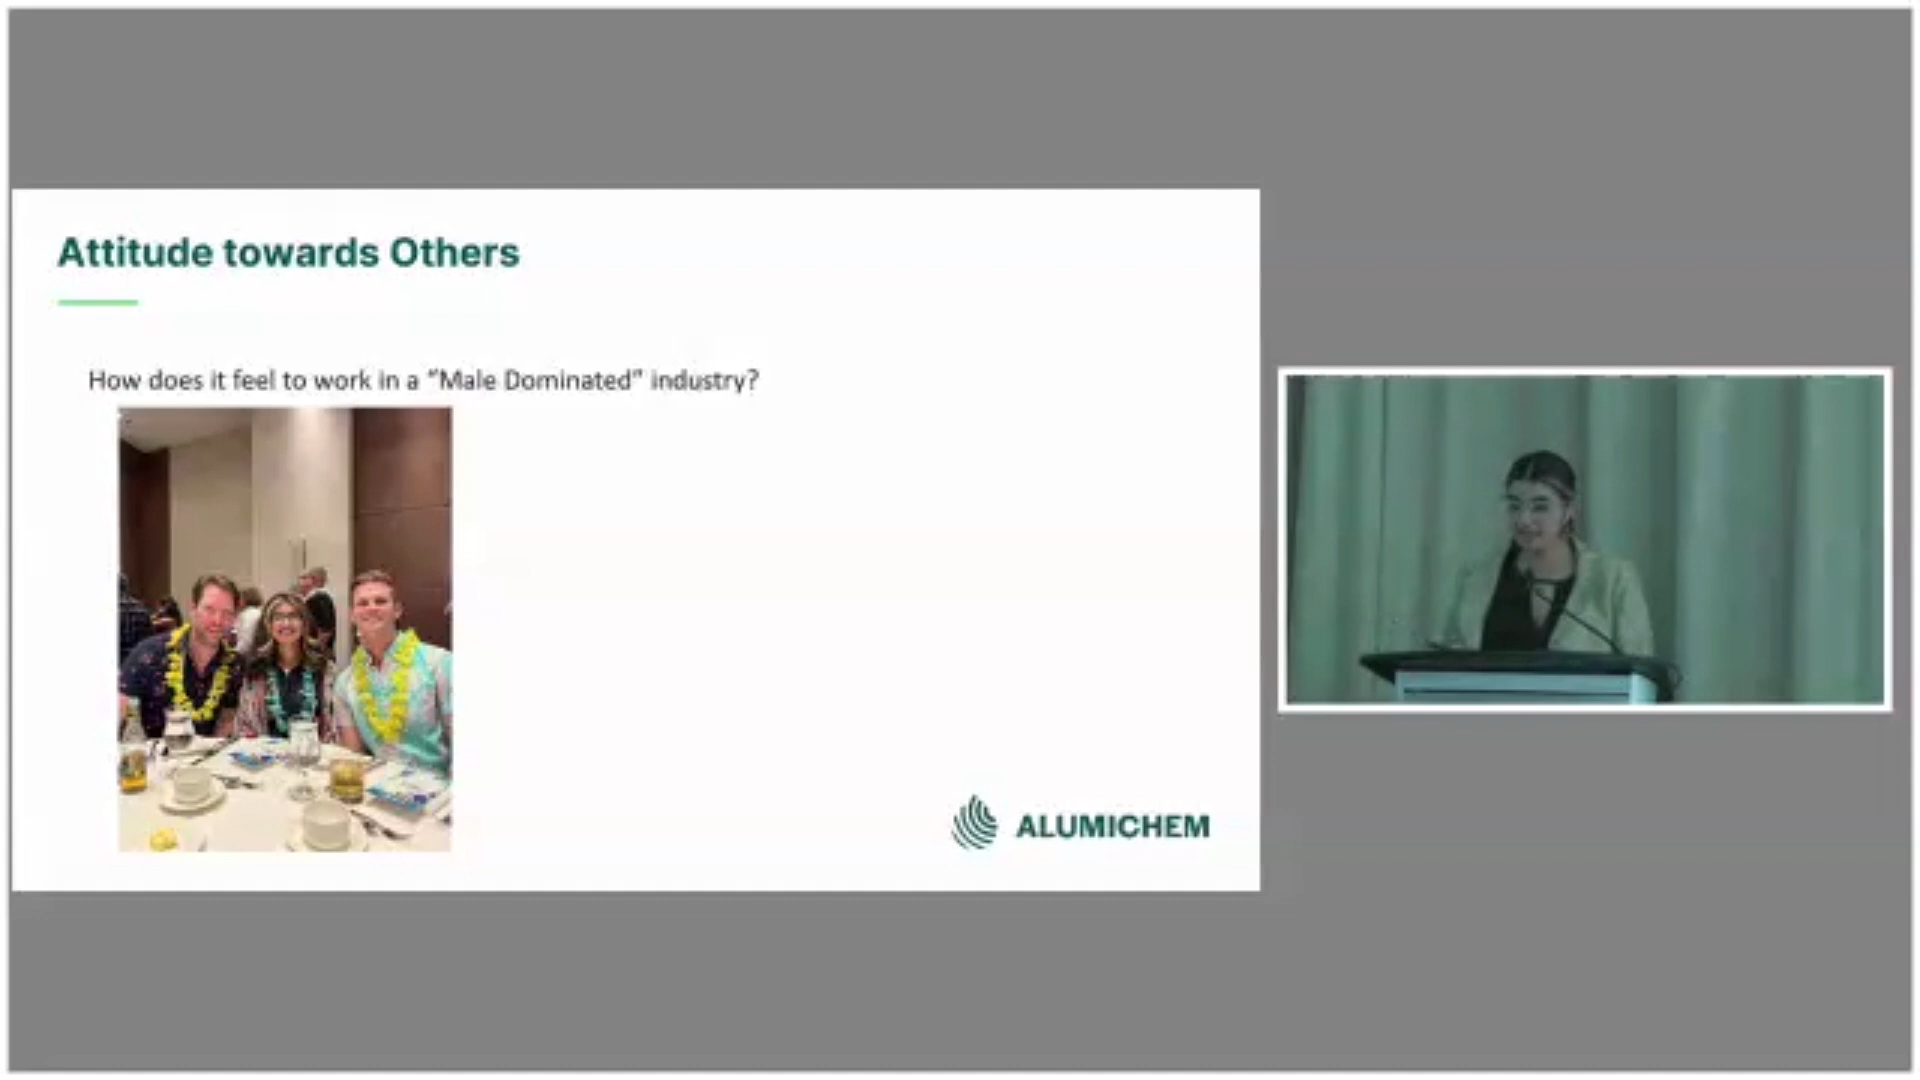 Attitude towards Others
How does it feel to work in a “Male Dominated” industry?
ALUMICHEM